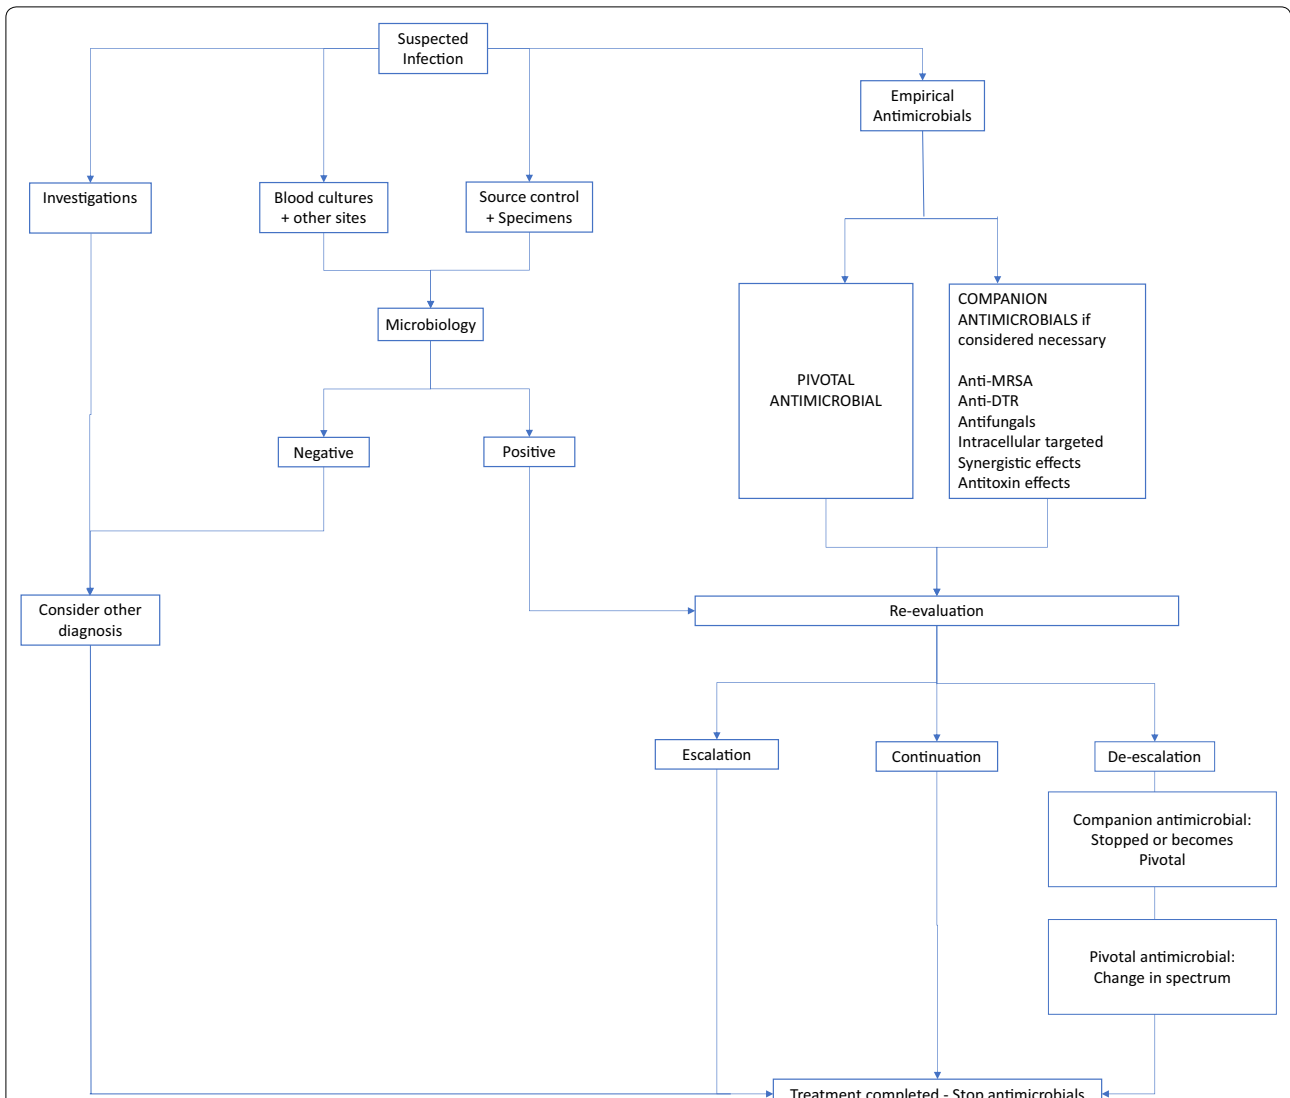 Suspected
Infection
Empirical
Antimicrobials
Investigations
Blood cultures
+ other sites
Source control
+ Specimens
Microbiology
Negative
Positive
PIVOTAL
ANTIMICROBIAL
COMPANION
ANTIMICROBIALS if
considered necessary
Anti-MRSA
Anti-DTR
Antifungals
Intracellular targeted
Synergistic effects
Antitoxin effects
Consider other
diagnosis
Re-evaluation
Escalation
Continuation
De-escalation
Companion antimicrobial:
Stopped or becomes
Pivotal
Pivotal antimicrobial:
Change in spectrum
Treatment completed - Stop antimicrobials